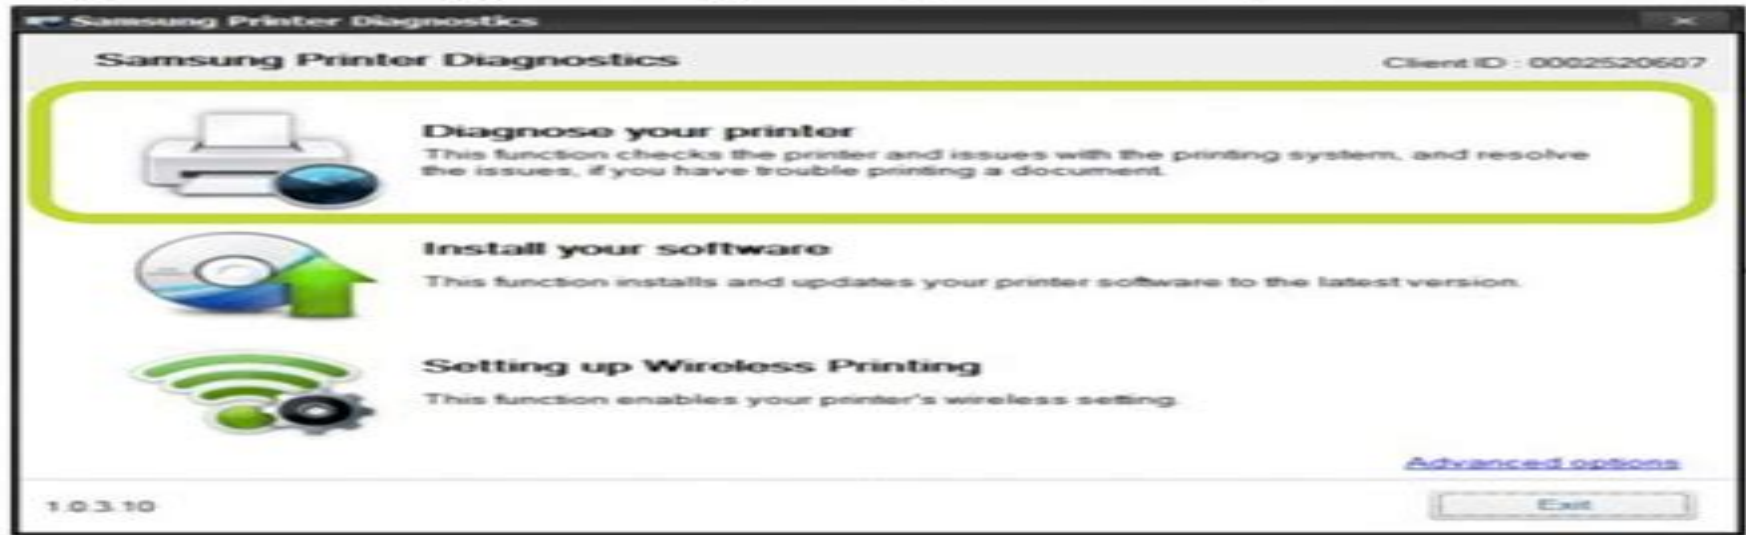 Samsung Printer Diagnostics
Samsung Printer Diagnostics
Client ID : 0002520607
Diagnose your printer
This function checks the printer and issues with the printing system, and resolve
the issues, if you have trouble printing a document.
Install your software
This function installs and updates your printer software to the latest version.
Setting up Wireless Printing
This function enables your printer's wireless setting.
Advanced options
1.0.3.10
Exit